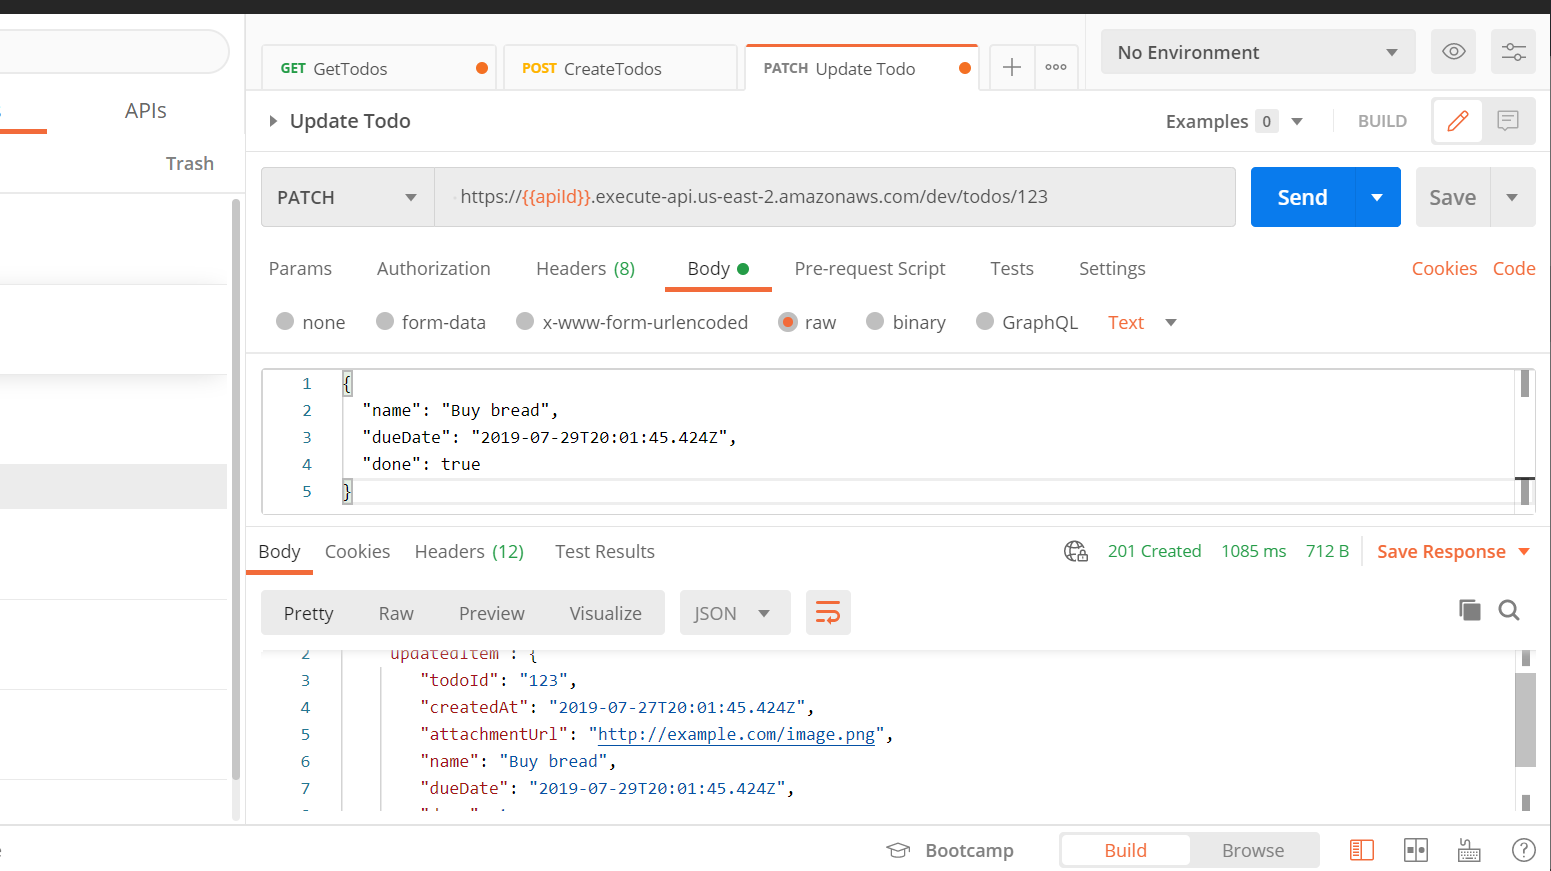 GET GetTodos
POST CreateTodos
PATCH Update Todo
No Environment
APIs
Trash
Update Todo
Examples 0
BUILD
PATCH
https://{{apiId}}.execute-api.us-east-2.amazonaws.com/dev/todos/123
Send
Save
Params Authorization Headers (8) Body Pre-request Script Tests Settings Cookies Code
none form-data x-www-form-urlencoded raw binary GraphQL Text
1 {
2 "name": "Buy bread",
3 "dueDate": "2019-07-29T20:01:45.424Z",
4 "done": true
5 }
Body Cookies Headers (12) Test Results 201 Created 1085 ms 712 B Save Response
Pretty Raw Preview Visualize JSON
2 updatedItem : {
3 "todoId": "123",
4 "createdAt": "2019-07-27T20:01:45.424Z",
5 "attachmentUrl": "http://example.com/image.png",
6 "name": "Buy bread",
7 "dueDate": "2019-07-29T20:01:45.424Z",
Bootcamp Build Browse